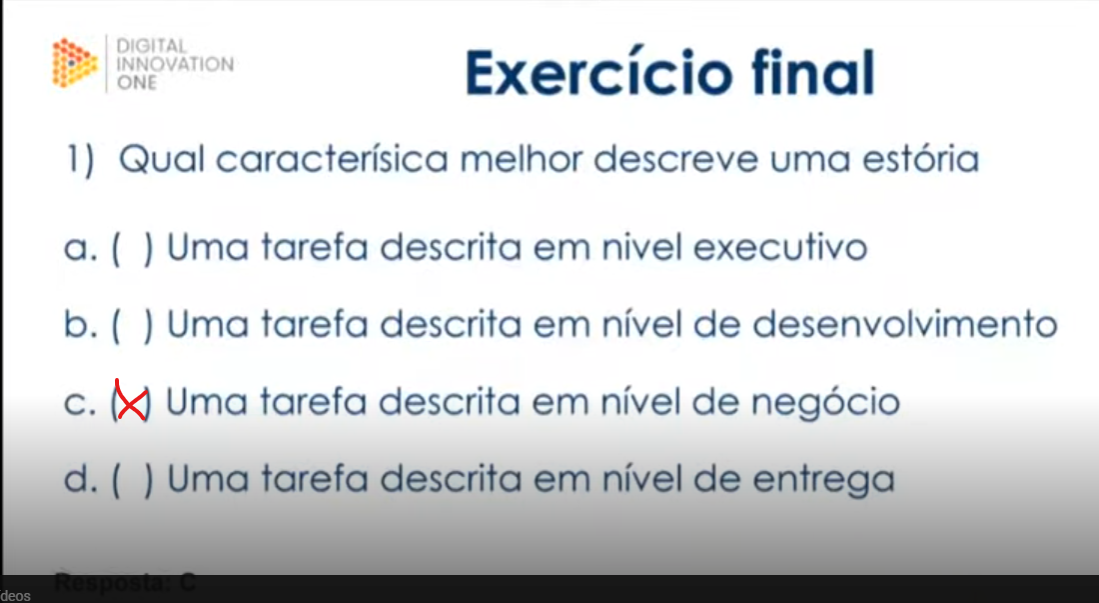 DIGITAL
INNOVATION
ONE
Exercício final
1) Qual caracterísica melhor descreve uma estória
a. ( ) Uma tarefa descrita em nivel executivo
b. ( ) Uma tarefa descrita em nível de desenvolvimento
c. (X) Uma tarefa descrita em nível de negócio
d. ( ) Uma tarefa descrita em nível de entrega
Resposta: C
deos